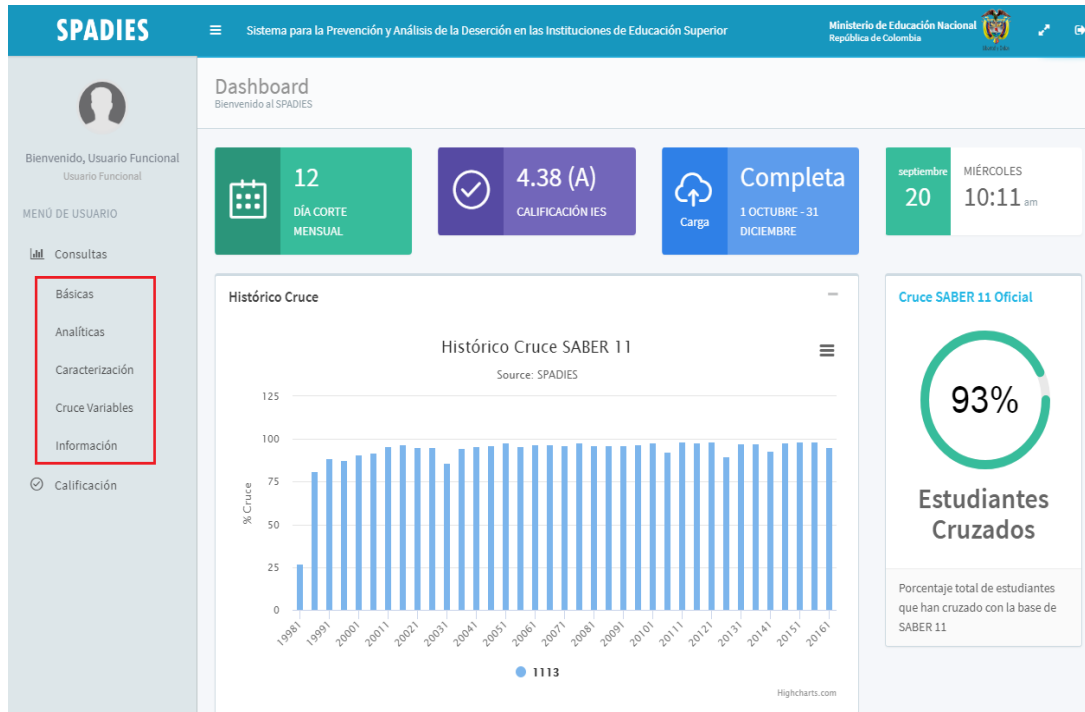 SPADIES
Sistema para la Prevención y Análisis de la Deserción en las Instituciones de Educación Superior
Ministerio de Educación Nacional
República de Colombia
Dashboard
Bienvenido al SPADIES
Bienvenido, Usuario Funcional
Usuario Funcional
MENÚ DE USUARIO
Consultas
Básicas
Analíticas
Caracterización
Cruce Variables
Información
Calificación
12
DÍA CORTE
MENSUAL
4.38 (A)
CALIFICACIÓN IES
Carga
Completa
1 OCTUBRE - 31
DICIEMBRE
septiembre
20
MIÉRCOLES
10:11 am
Histórico Cruce
Histórico Cruce SABER 11
Source: SPADIES
% Cruce
125
100
75
50
25
0
19981 19991 20001 20011 20021 20031 20041 20051 20061 20071 20081 20091 20101 20111 20121 20131 20141 20151 20161
1113
Highcharts.com
Cruce SABER 11 Oficial
93%
Estudiantes
Cruzados
Porcentaje total de estudiantes
que han cruzado con la base de
SABER 11